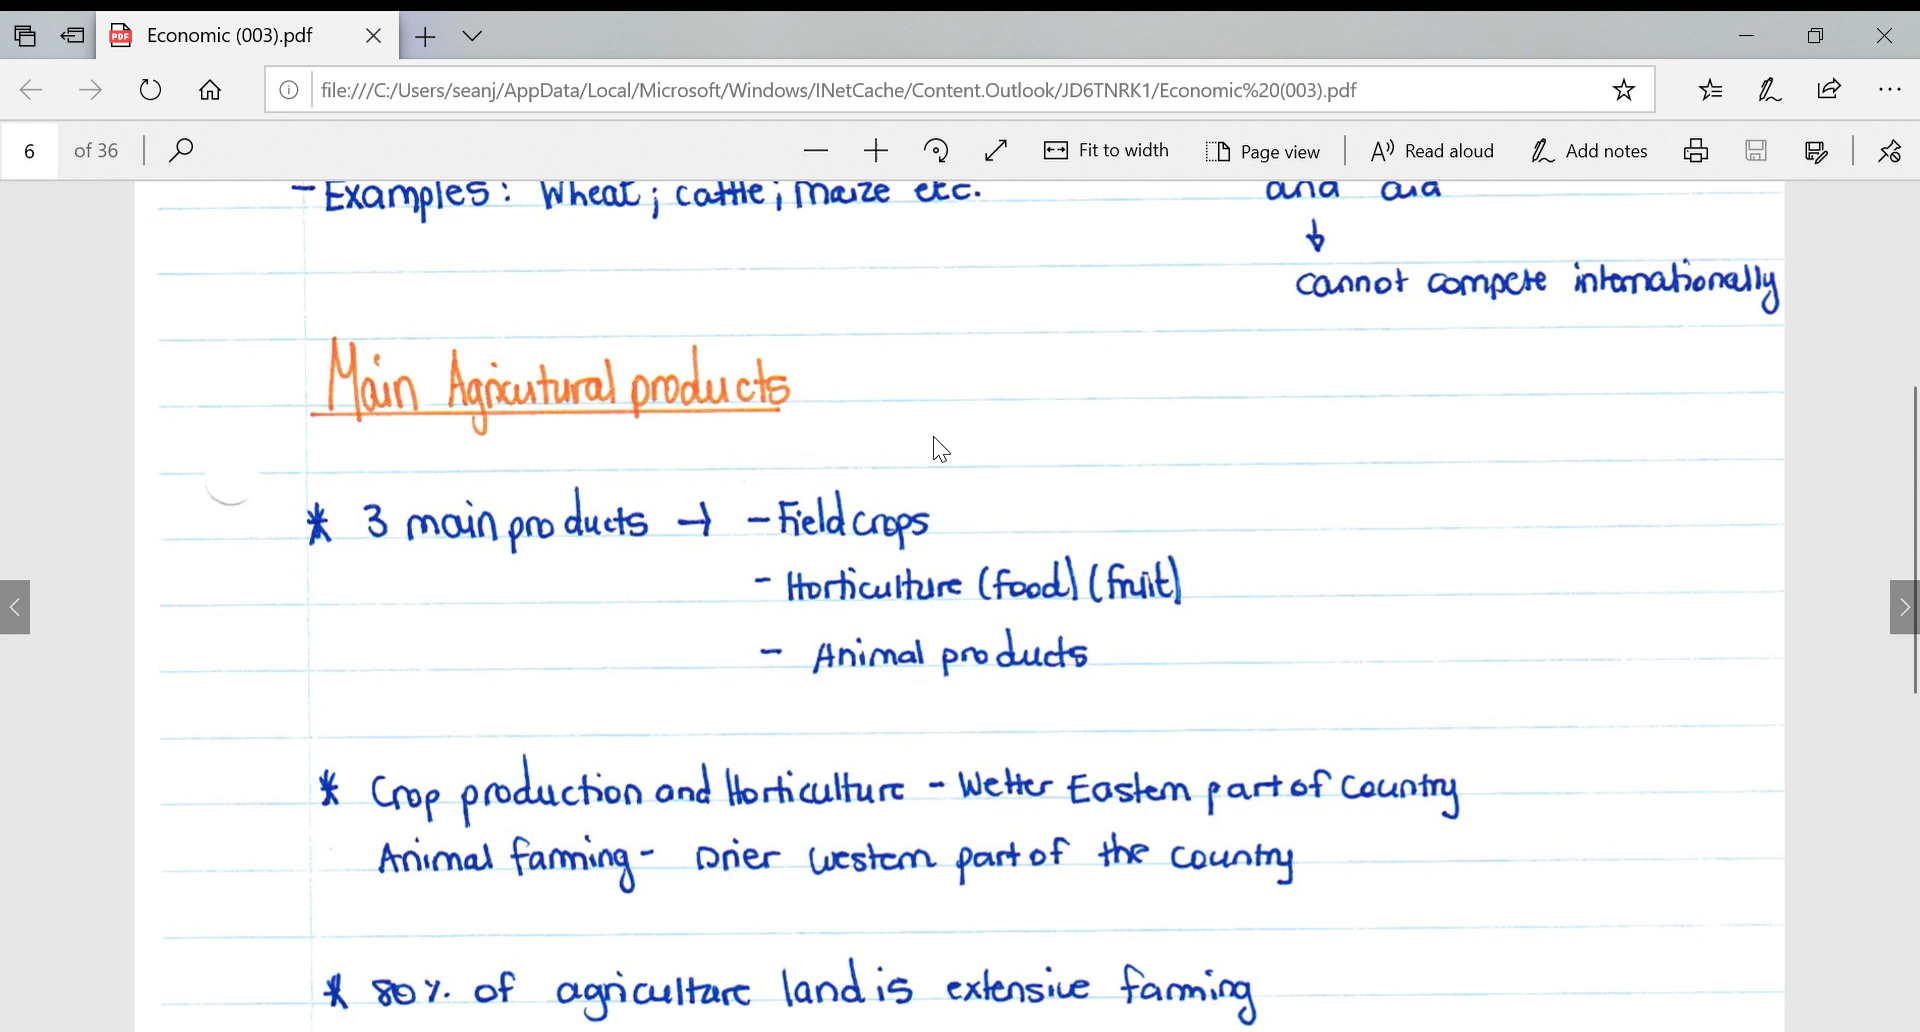 Economic (003).pdf
file:///C:/Users/seanj/AppData/Local/Microsoft/Windows/INetCache/Content.Outlook/JD6TNRK1/Economic%20(003).pdf
6 of 36 Fit to width Page view Read aloud Add notes
- Examples: Wheat; cattle; maize etc. and aid
cannot compete internationally
Main Agricutural products
* 3 main products → - Field crops
- Horticulture (food) (fruit)
- Animal products
* Crop production and Horticulture - Wetter Eastern part of Country
Animal farming - Drier western part of the country
* 80% of agriculture land is extensive farming